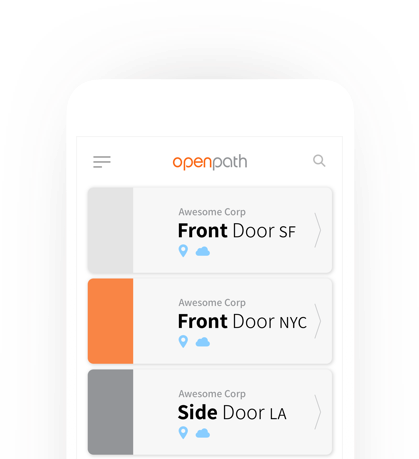 openpath
Awesome Corp
Front Door SF
Awesome Corp
Front Door NYC
Awesome Corp
Side Door LA